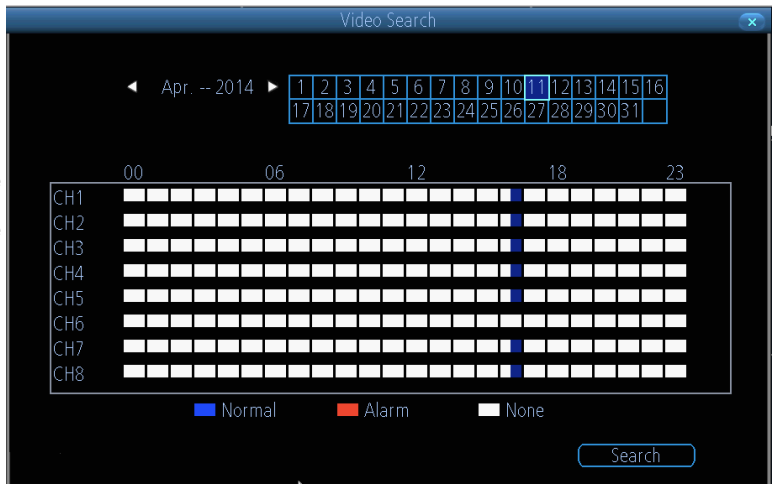 Video Search
Apr. -- 2014
1 2 3 4 5 6 7 8 9 10 11 12 13 14 15 16
17 18 19 20 21 22 23 24 25 26 27 28 29 30 31
00 06 12 18 23
CH1
CH2
CH3
CH4
CH5
CH6
CH7
CH8
Normal Alarm None
Search